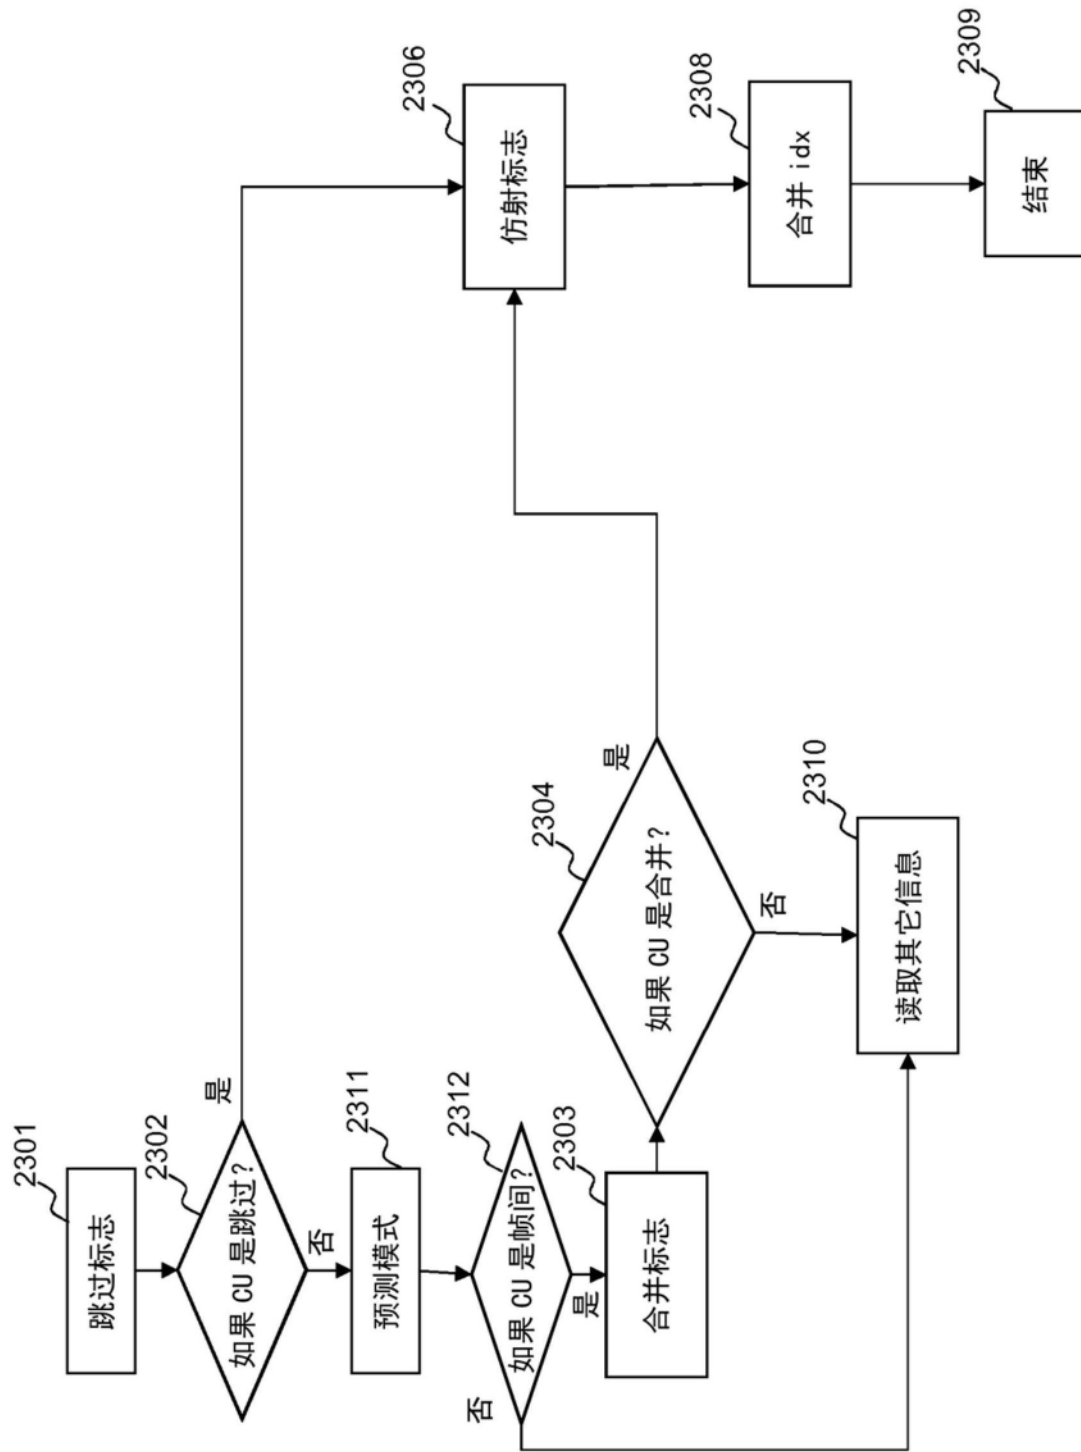 2301
跳过标志
2302
如果 CU 是跳过?
是
否
2311
预测模式
2312
如果 CU 是帧间?
否
是
2303
合并标志
2304
如果 CU 是合并?
是
否
2310
读取其它信息
2306
仿射标志
2308
合并 idx
2309
结束